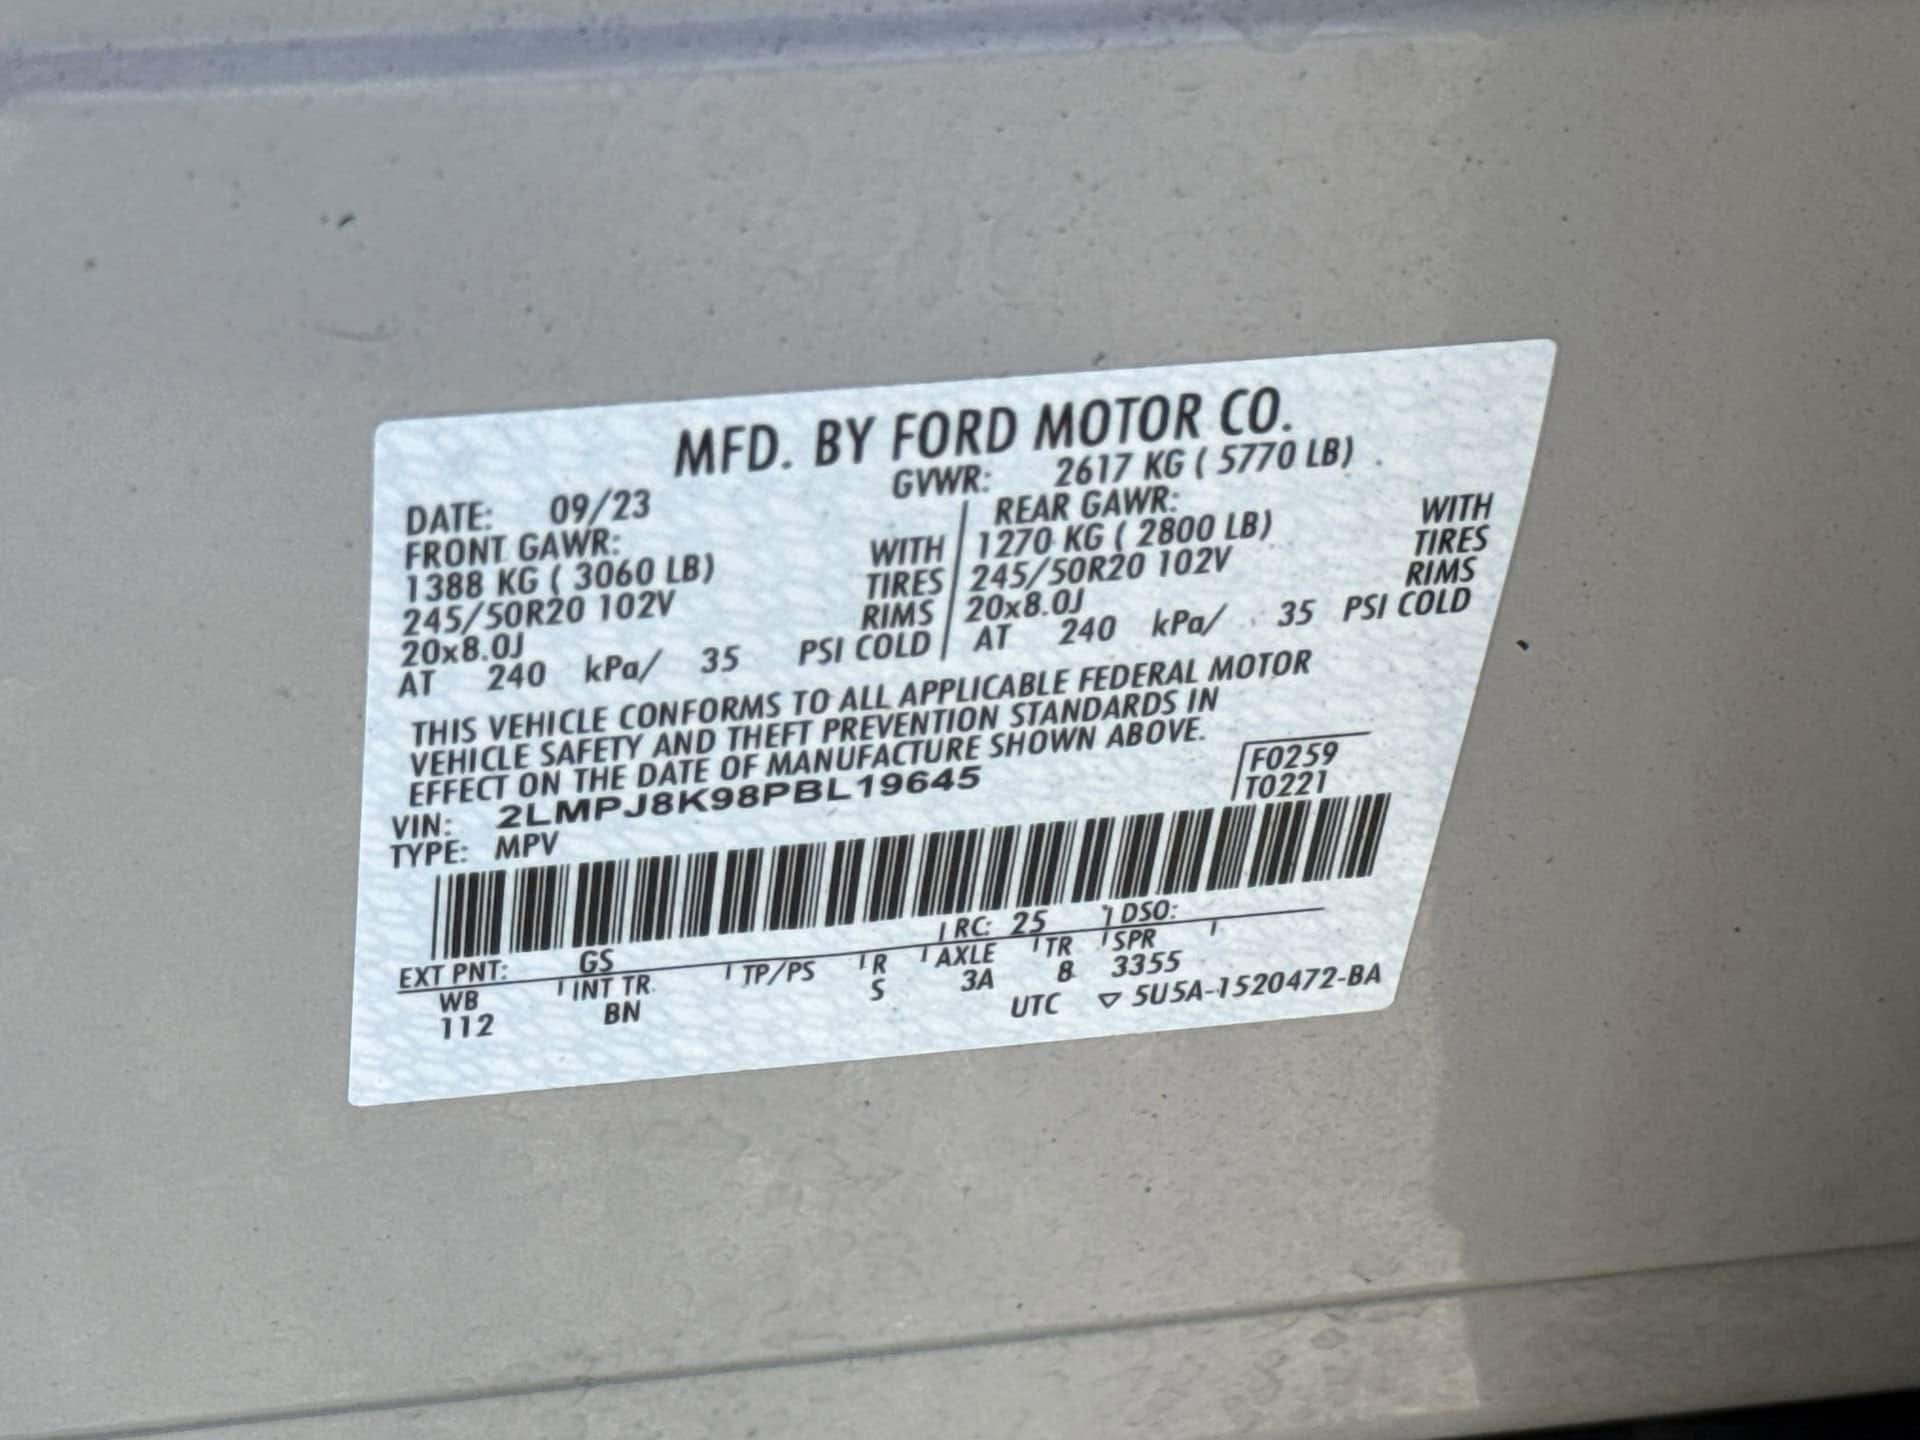 MFD. BY FORD MOTOR CO.
DATE: 09/23 GVWR: 2617 KG ( 5770 LB)
FRONT GAWR:
1388 KG ( 3060 LB) WITH
245/50R20 102V TIRES
20x8.0J RIMS
AT 240 kPa/ 35 PSI COLD
REAR GAWR:
1270 KG ( 2800 LB) WITH
245/50R20 102V TIRES
20x8.0J RIMS
AT 240 kPa/ 35 PSI COLD
THIS VEHICLE CONFORMS TO ALL APPLICABLE FEDERAL MOTOR
VEHICLE SAFETY AND THEFT PREVENTION STANDARDS IN
EFFECT ON THE DATE OF MANUFACTURE SHOWN ABOVE.
VIN: 2LMPJ8K98PBL19645
TYPE: MPV
F0259
T0221
EXT PNT: GS RC: 25 DSO:
WB INT TR TP/PS R AXLE TR SPR
112 BN S 3A B 3355
UTC ▽ 5U5A-1520472-BA